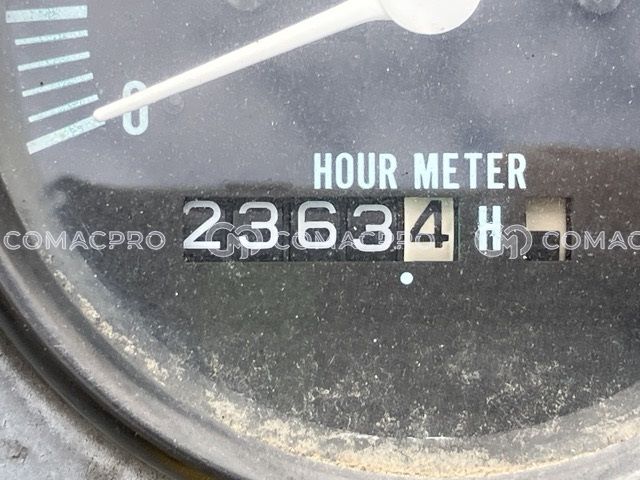 0
HOUR METER
23634 H
COMACPRO COMACPRO COMACPRO